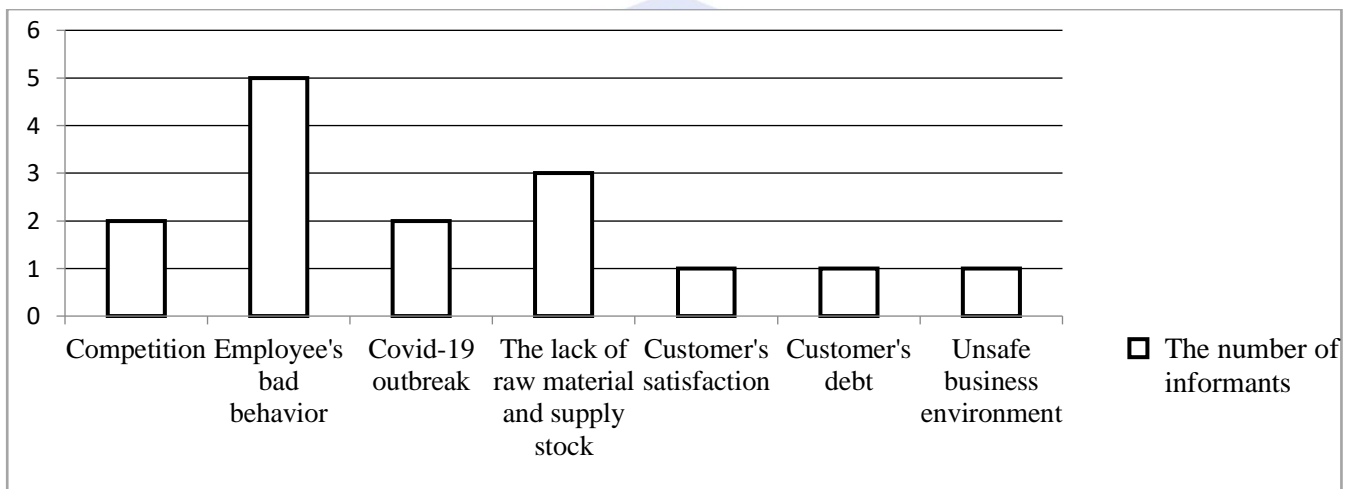 6
5
4
3
2
1
0
Competition
Employee's
bad
behavior
Covid-19
outbreak
The lack of
raw material
and supply
stock
Customer's
satisfaction
Customer's
debt
Unsafe
business
environment
The number of
informants